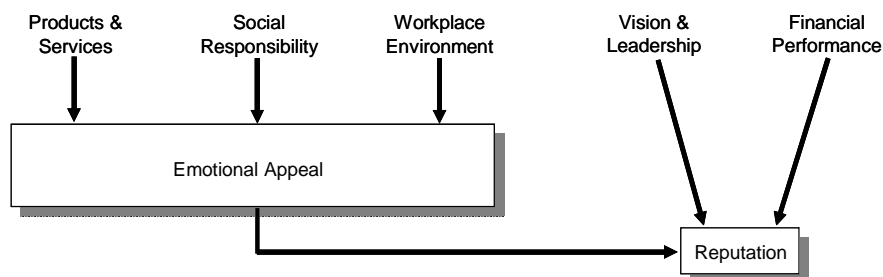 Products &
Services
Social
Responsibility
Workplace
Environment
Vision &
Leadership
Financial
Performance
Emotional Appeal
Reputation